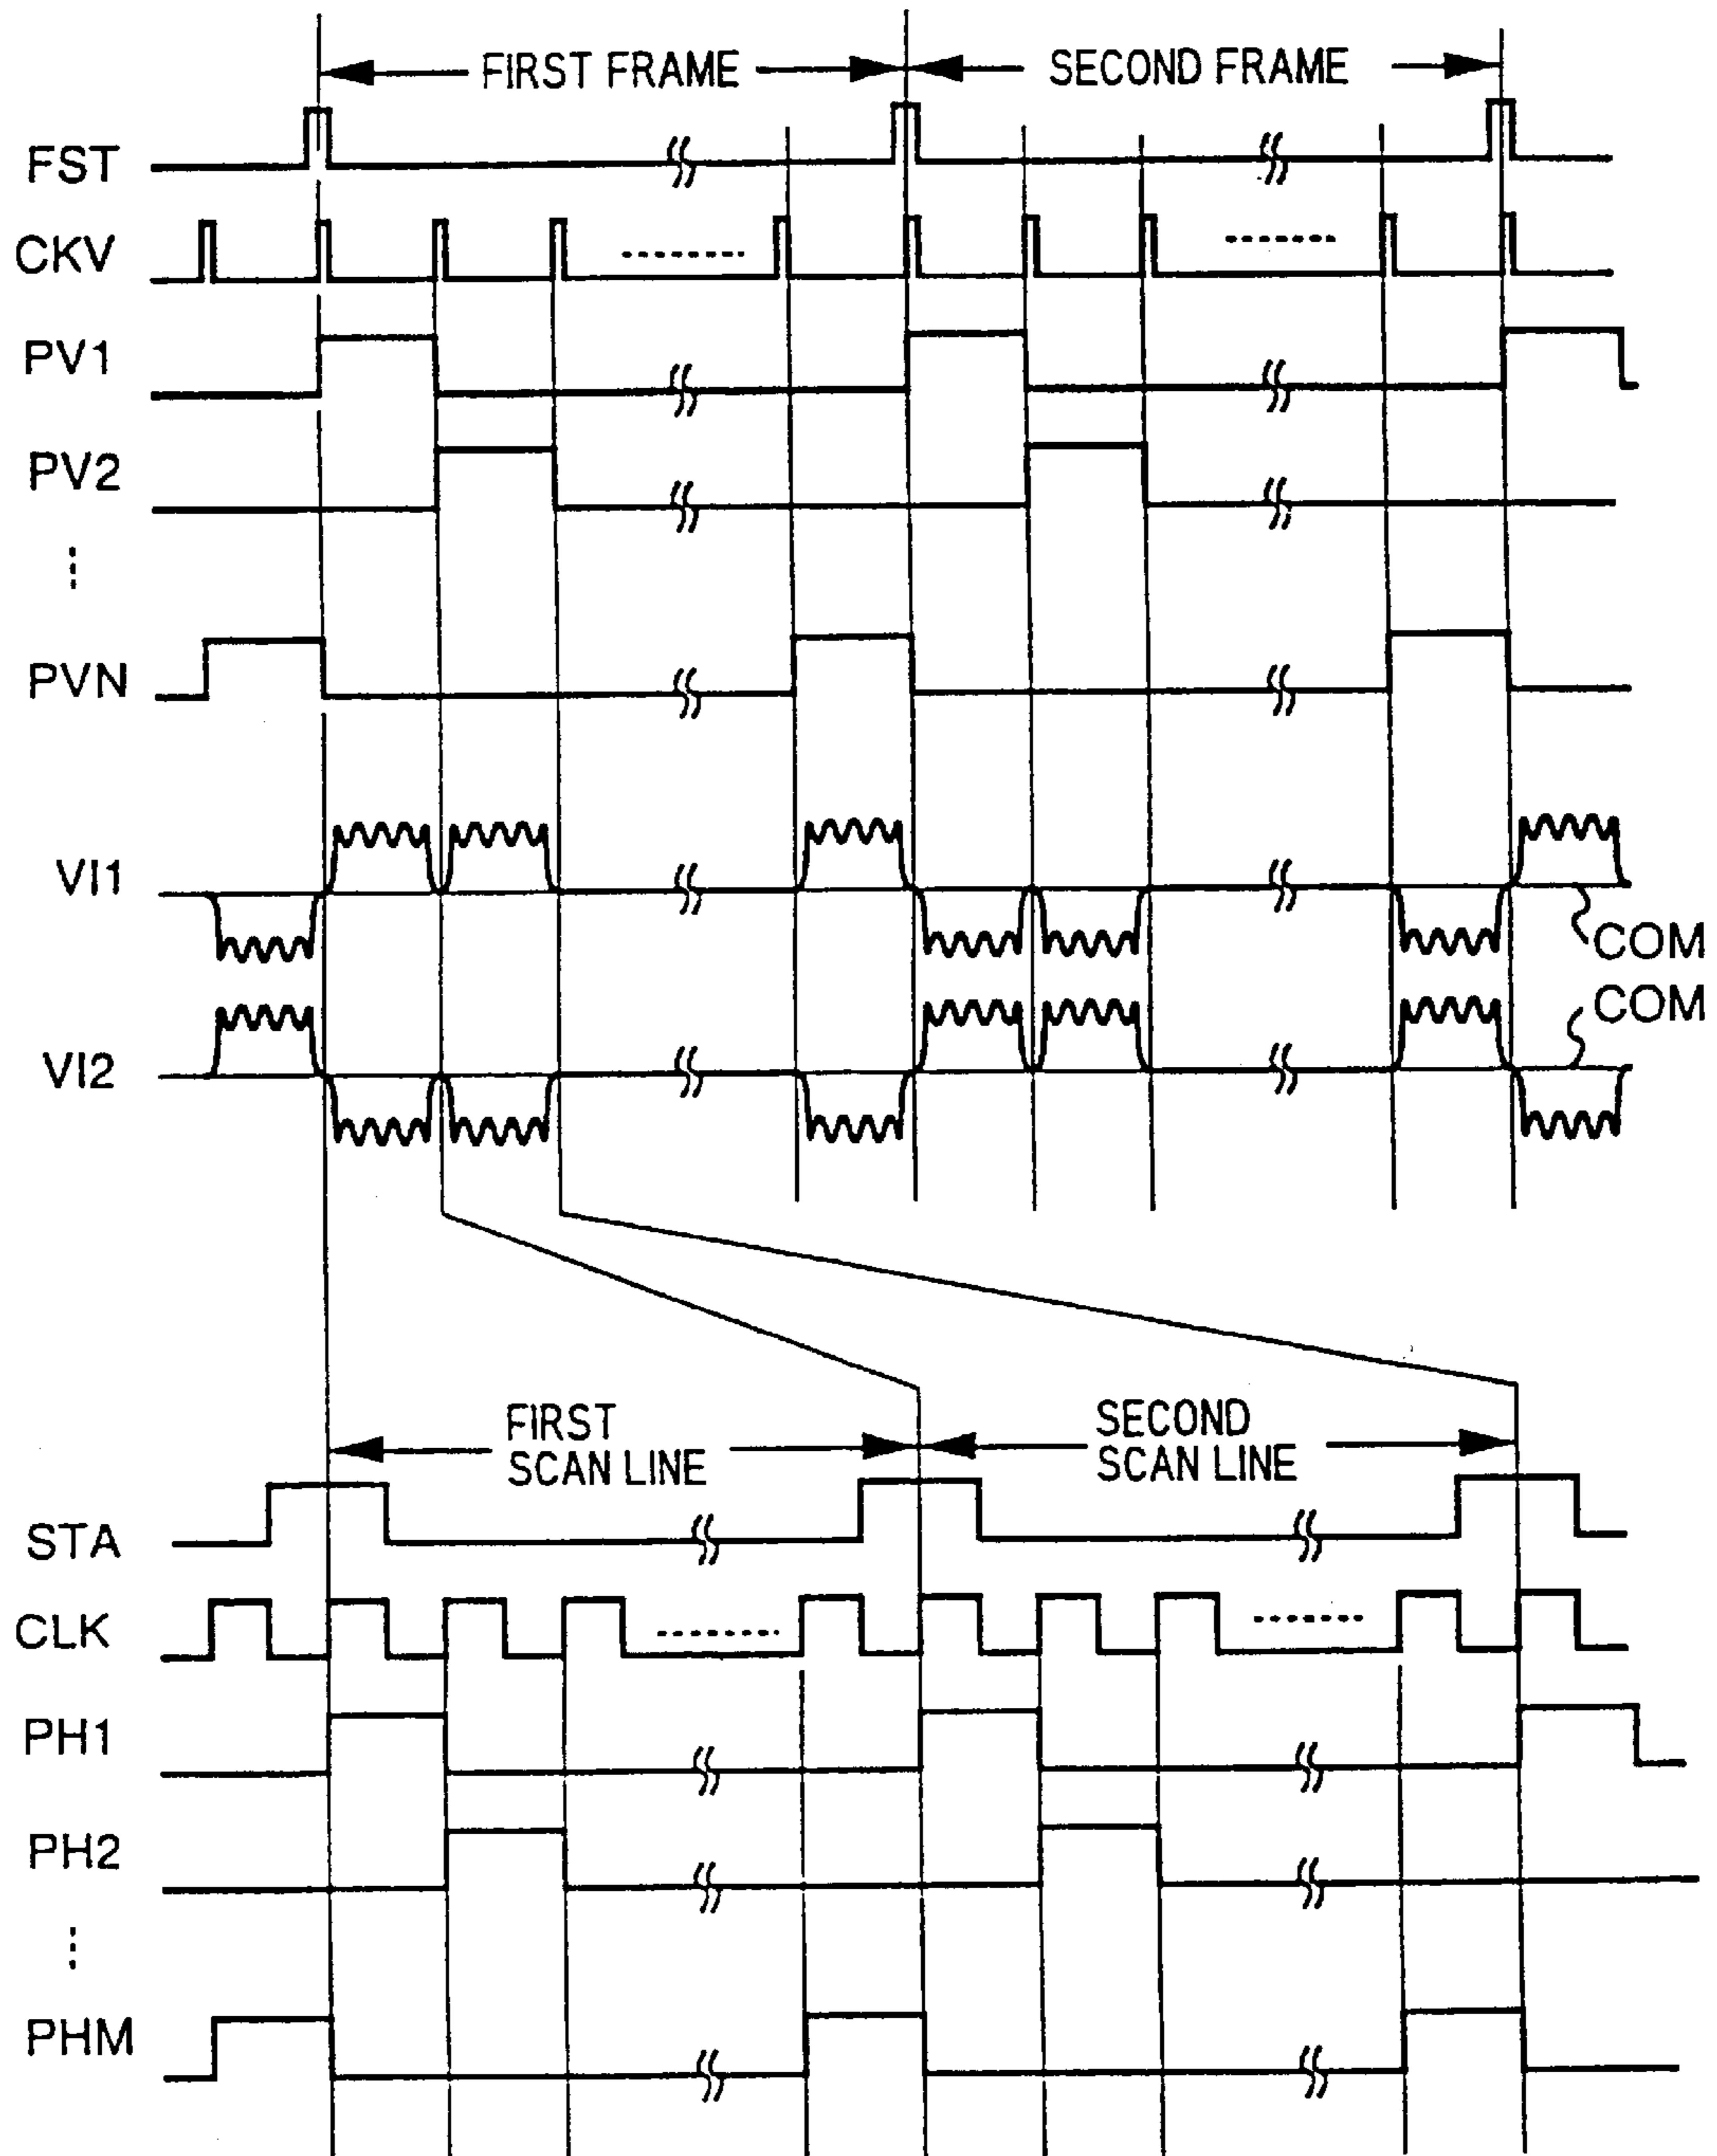 FIRST FRAME
SECOND FRAME
FST
CKV
PV1
PV2
PVN
VI1
COM
COM
VI2
FIRST
SCAN LINE
SECOND
SCAN LINE
STA
CLK
PH1
PH2
PHM